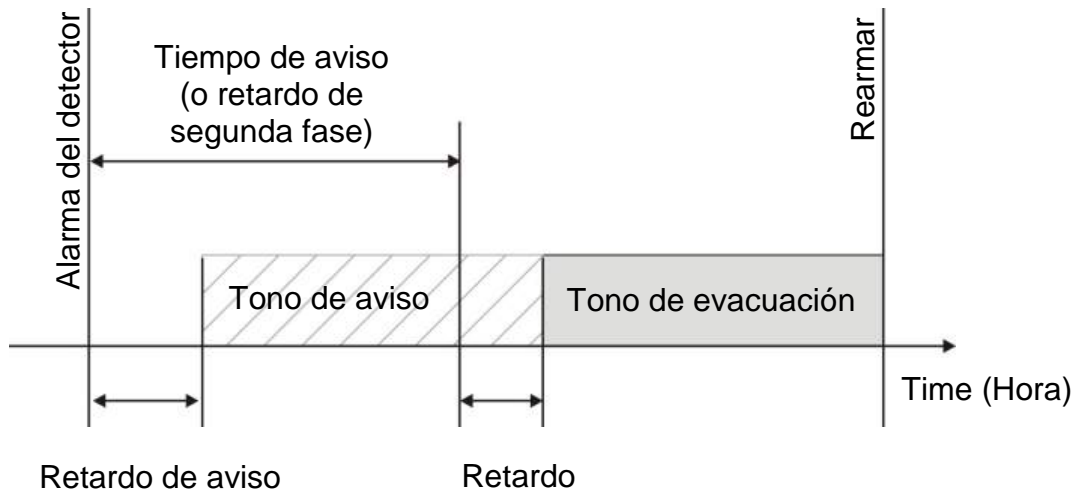 Alarma del detector
Tiempo de aviso
(o retardo de
segunda fase)
Rearmar
Tono de aviso
Tono de evacuación
Time (Hora)
Retardo de aviso
Retardo